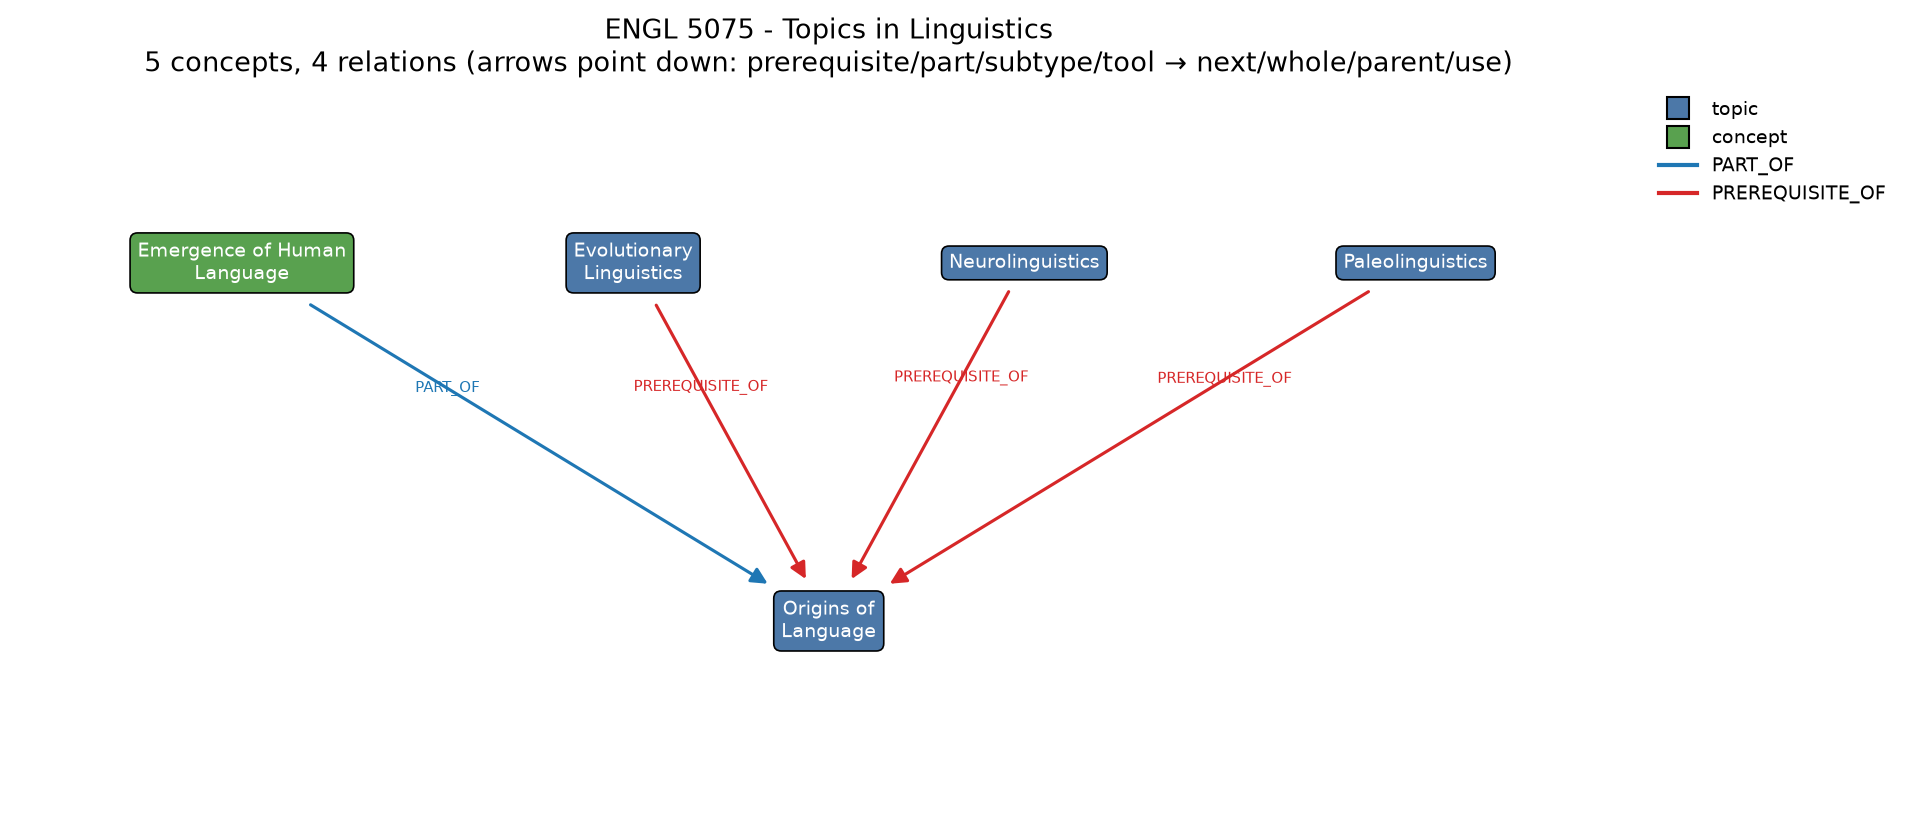 ENGL 5075 - Topics in Linguistics
5 concepts, 4 relations (arrows point down: prerequisite/part/subtype/tool → next/whole/parent/use)
topic
concept
PART_OF
PREREQUISITE_OF
Emergence of Human
Language
Evolutionary
Linguistics
Neurolinguistics
Paleolinguistics
PART_OF
PREREQUISITE_OF
PREREQUISITE_OF
PREREQUISITE_OF
Origins of
Language